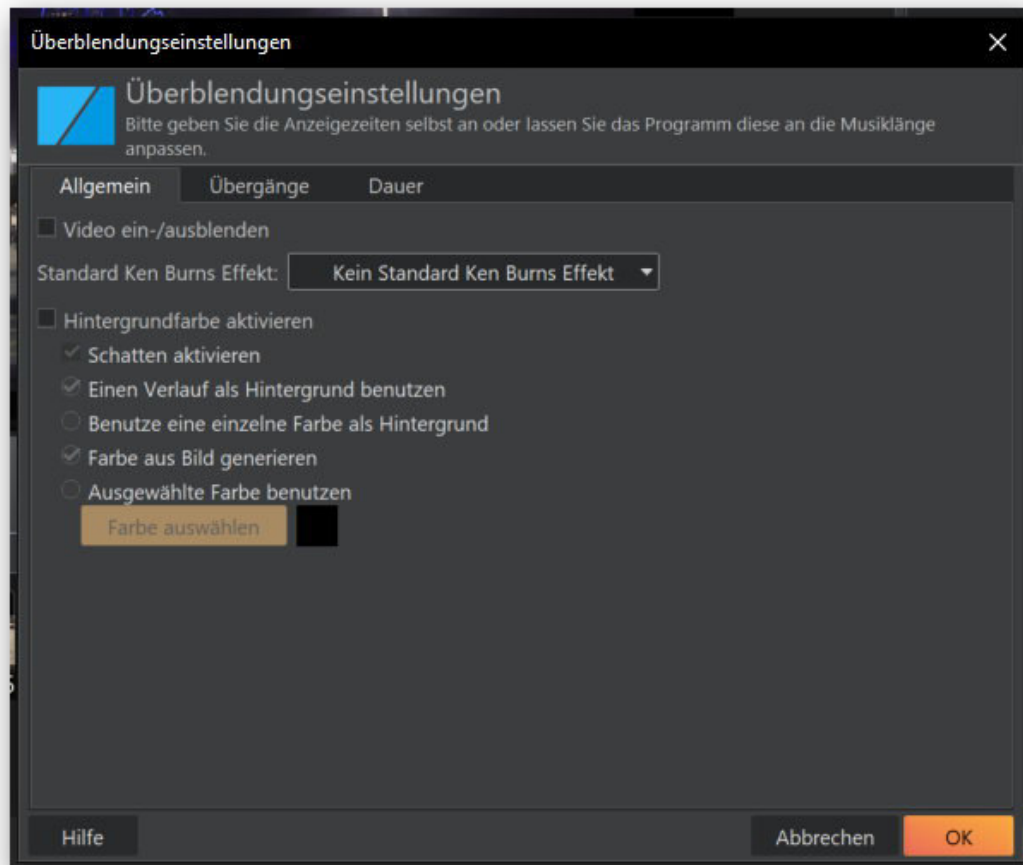 Überblendungseinstellungen
Überblendungseinstellungen
Bitte geben Sie die Anzeigezeiten selbst an oder lassen Sie das Programm diese an die Musiklänge
anpassen.
Allgemein Übergänge Dauer
Video ein-/ausblenden
Standard Ken Burns Effekt: Kein Standard Ken Burns Effekt
Hintergrundfarbe aktivieren
Schatten aktivieren
Einen Verlauf als Hintergrund benutzen
Benutze eine einzelne Farbe als Hintergrund
Farbe aus Bild generieren
Ausgewählte Farbe benutzen
Farbe auswählen
Hilfe Abbrechen OK